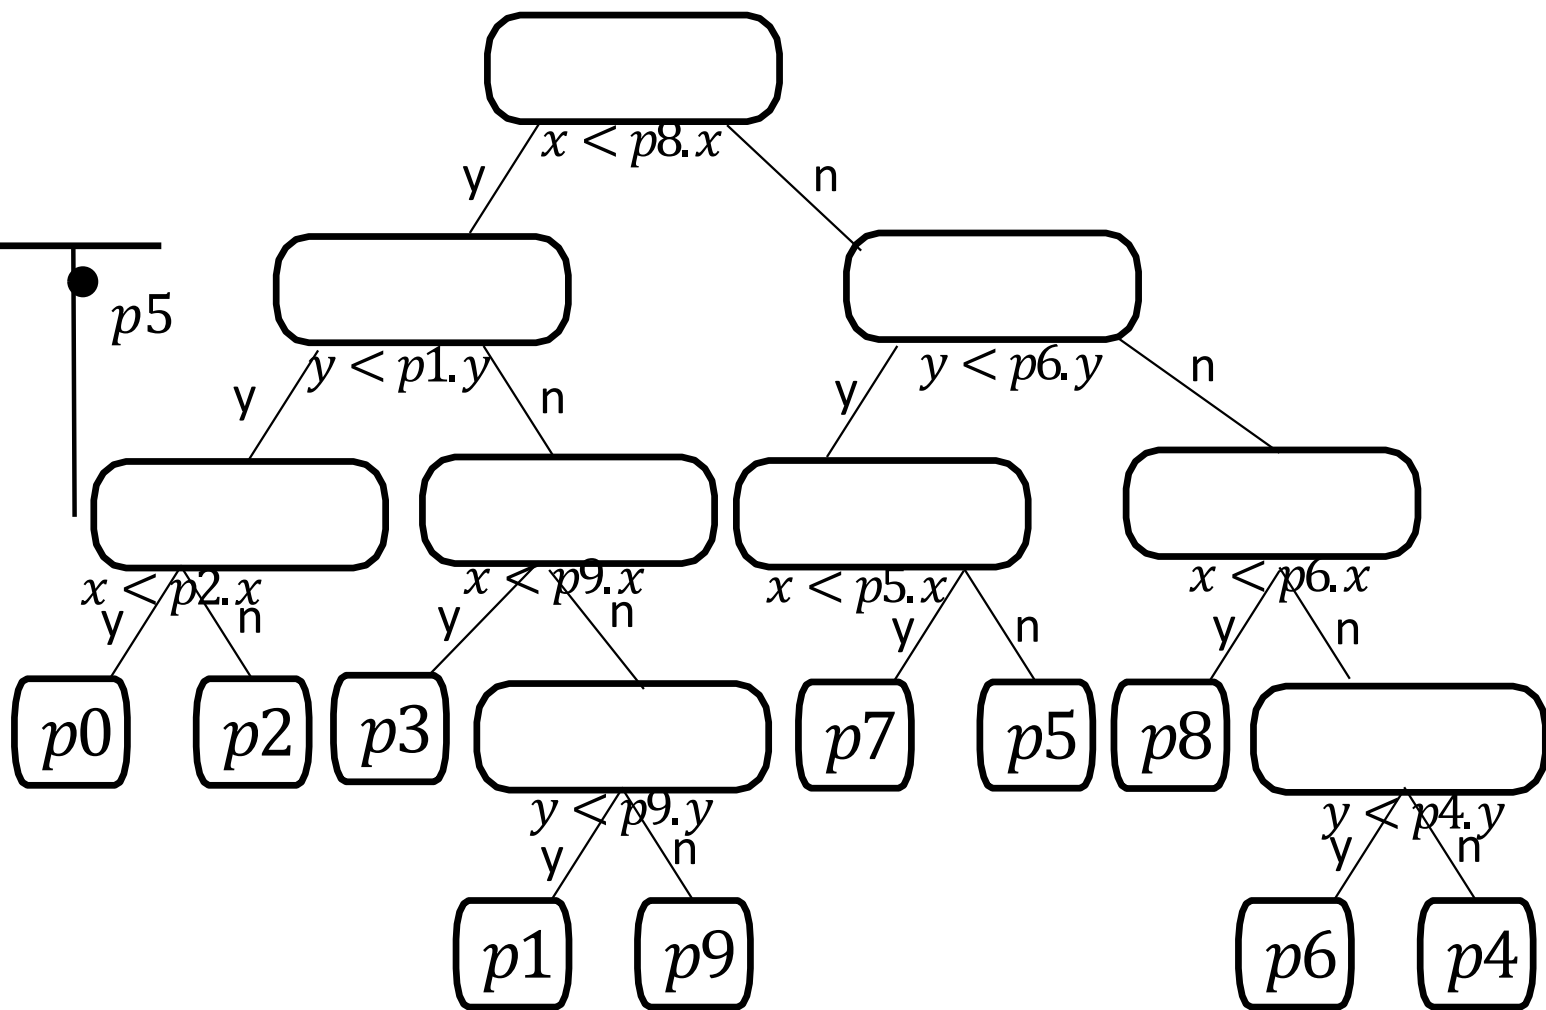 x < p8.x
y
n
p5
y < p1.y
y < p6.y
y
n
y
n
x < p2.x
x < p9.x
x < p5.x
x < p6.x
y
n
y
n
y
n
y
n
p0
p2
p3
p7
p5
p8
y < p9.y
y < p4.y
y
n
y
n
p1
p9
p6
p4